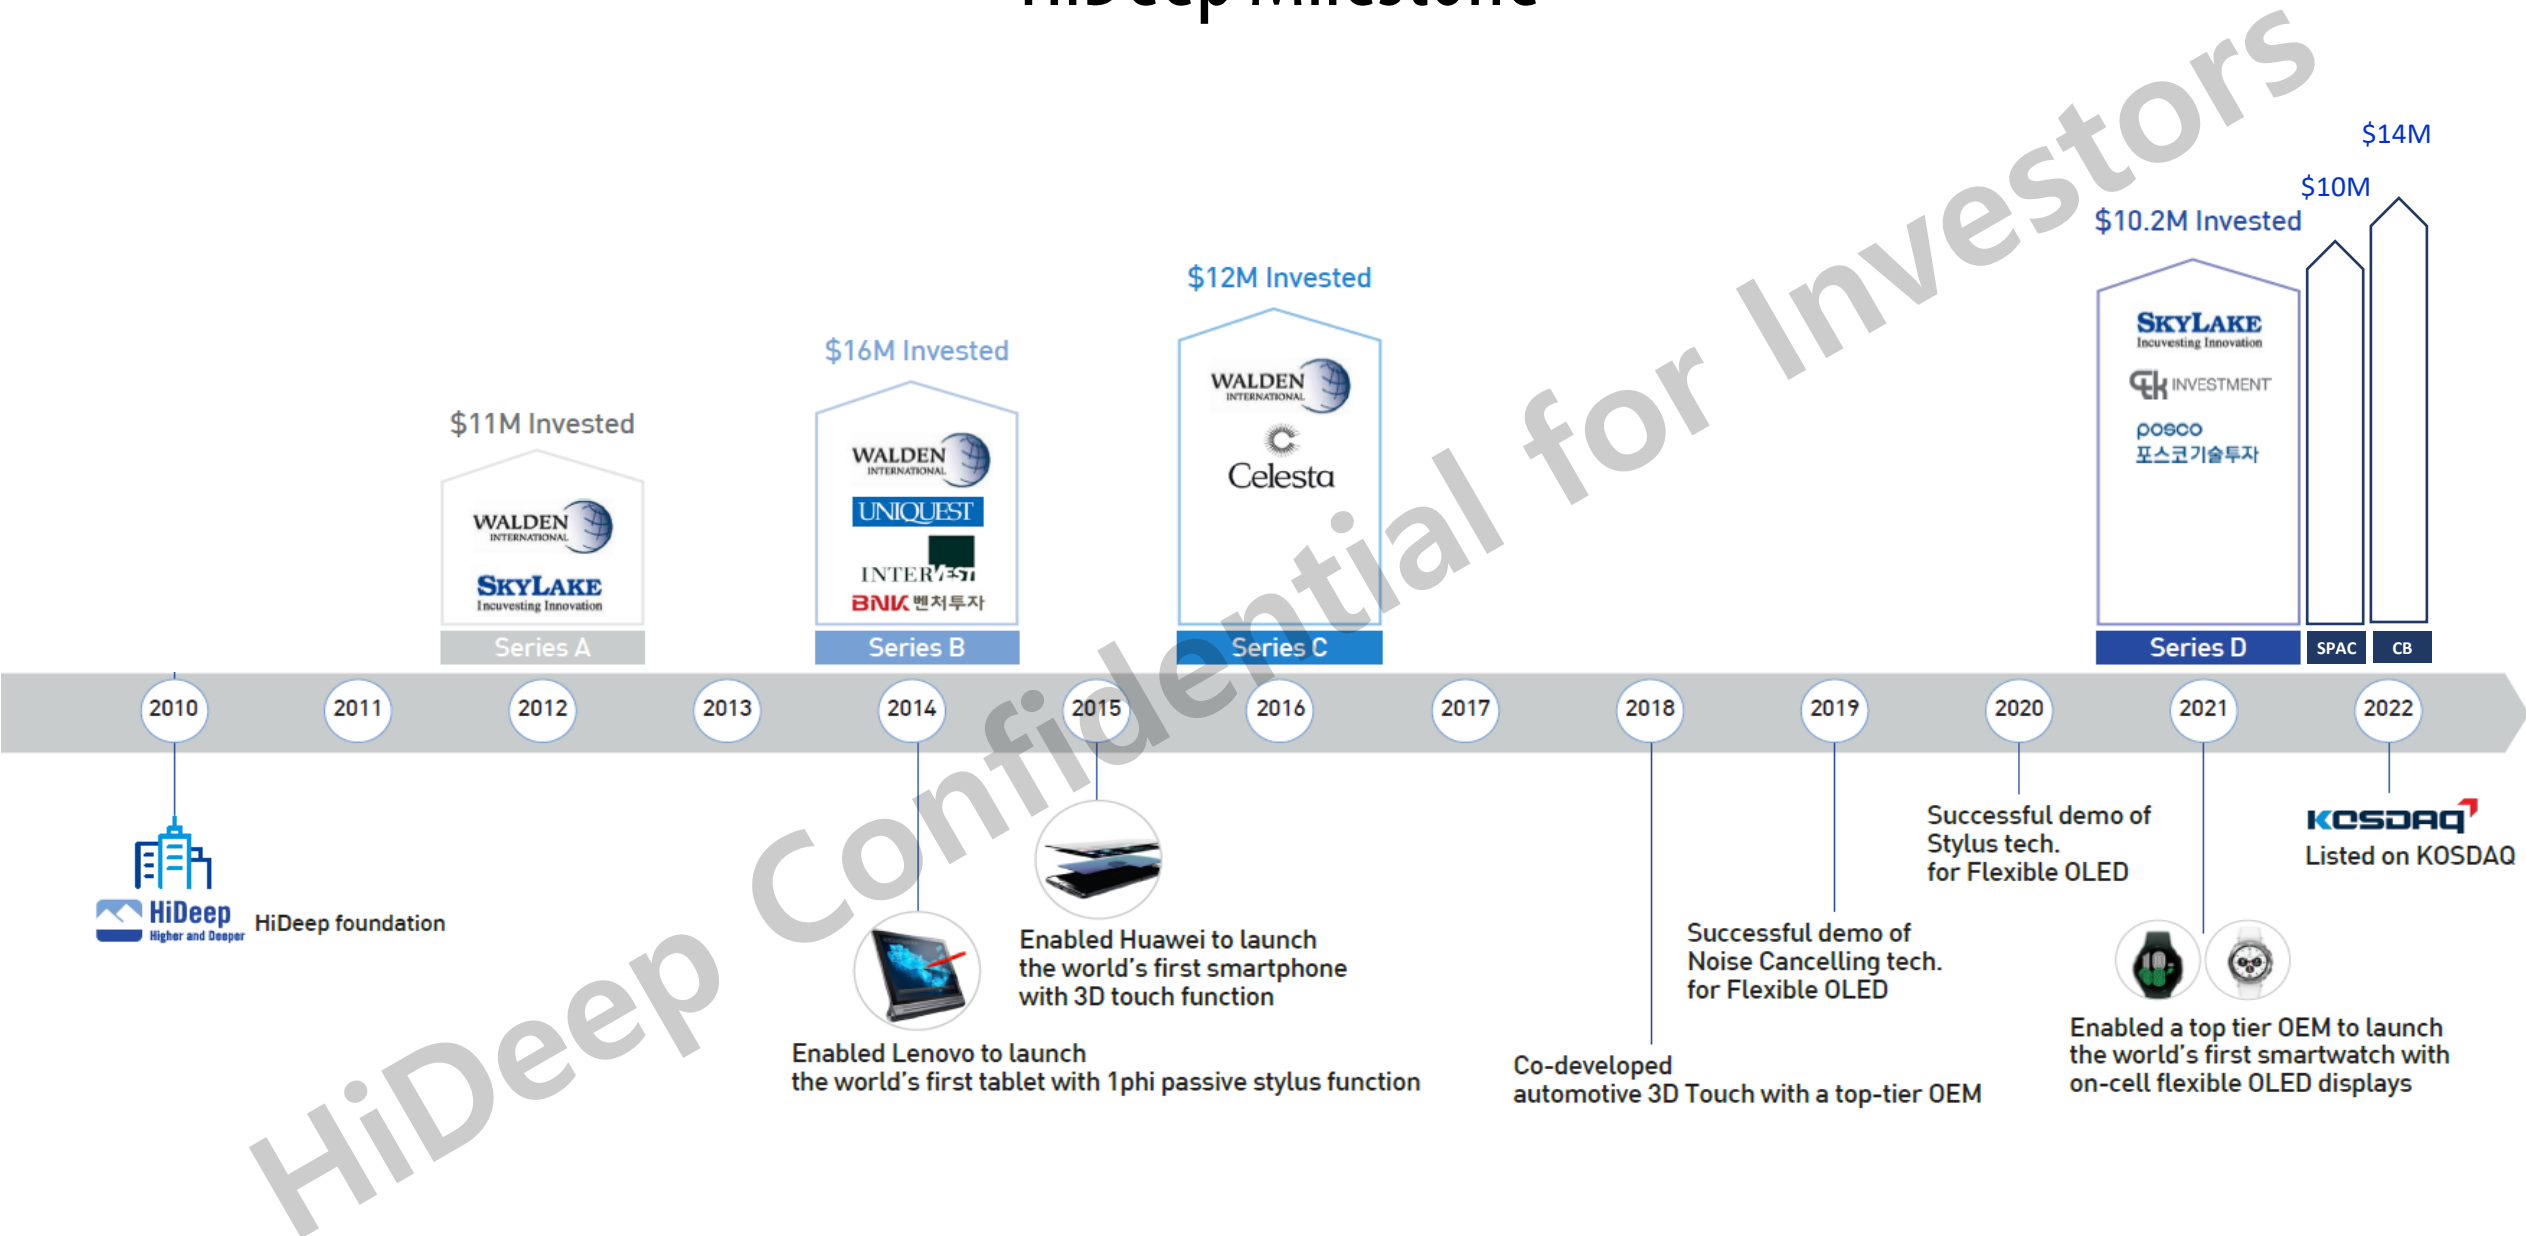 HiDeep Milestone
HiDeep Confidential for Investors
$14M
$10M
$10.2M Invested
$12M Invested
$16M Invested
$11M Invested
WALDEN
INTERNATIONAL
SKYLAKE
Incuvesting Innovation
Series A
WALDEN
INTERNATIONAL
UNIQUEST
INTERVEST
BNK 벤처투자
Series B
WALDEN
INTERNATIONAL
Celesta
Series C
SKYLAKE
Incuvesting Innovation
INVESTMENT
posco
포스코기술투자
Series D
SPAC
CB
2010
2011
2012
2013
2014
2015
2016
2017
2018
2019
2020
2021
2022
HiDeep
Higher and Deeper
HiDeep foundation
Enabled Lenovo to launch
the world's first tablet with 1phi passive stylus function
Enabled Huawei to launch
the world's first smartphone
with 3D touch function
Co-developed
automotive 3D Touch with a top-tier OEM
Successful demo of
Noise Cancelling tech.
for Flexible OLED
Successful demo of
Stylus tech.
for Flexible OLED
10
Enabled a top tier OEM to launch
the world's first smartwatch with
on-cell flexible OLED displays
KOSDAQ
Listed on KOSDAQ